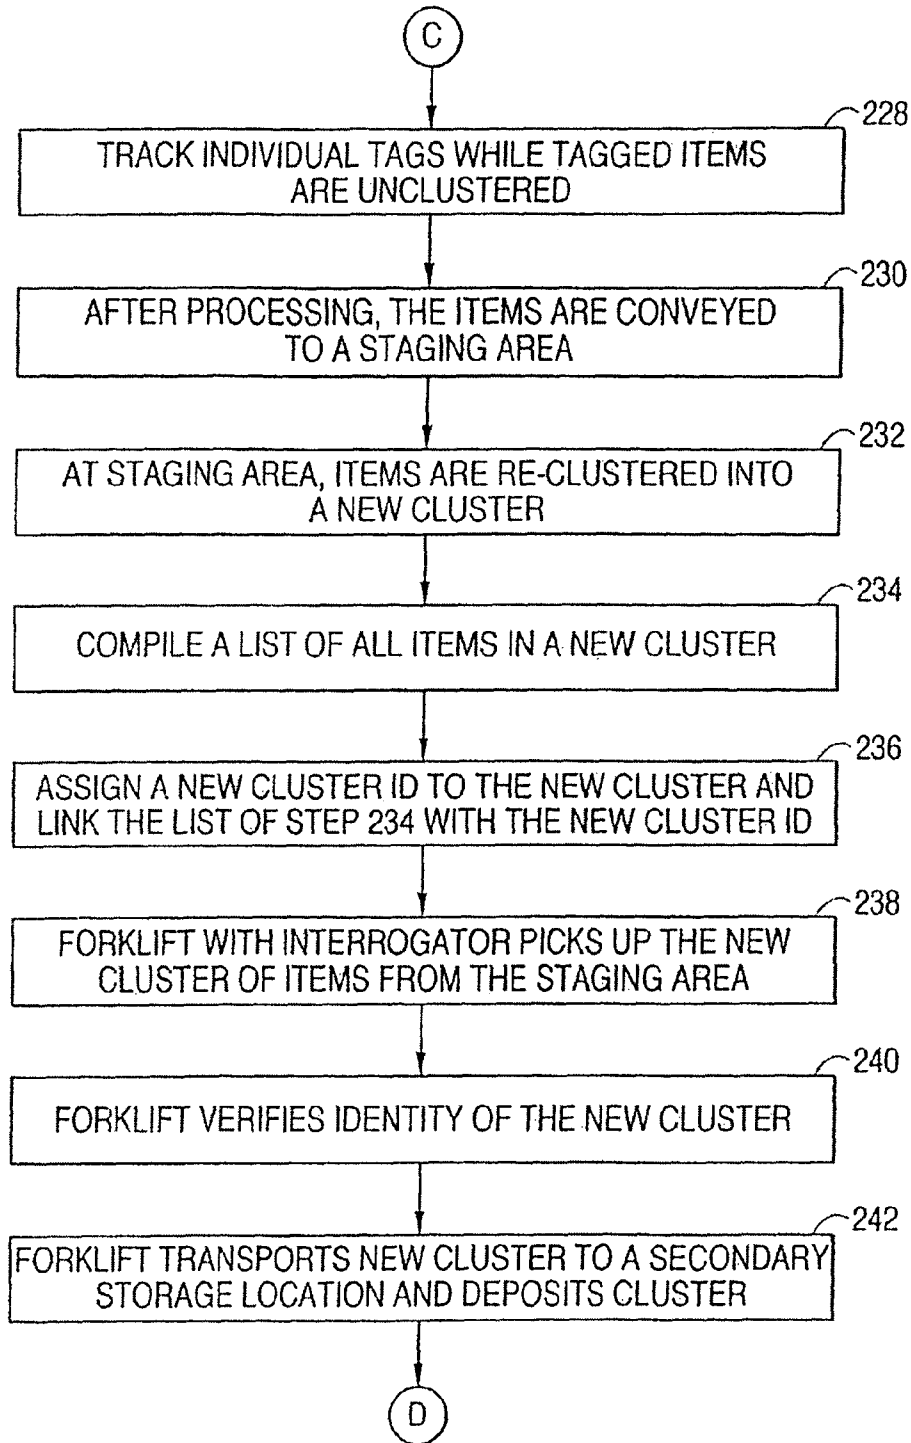 C
228
TRACK INDIVIDUAL TAGS WHILE TAGGED ITEMS
ARE UNCLUSTERED
230
AFTER PROCESSING, THE ITEMS ARE CONVEYED
TO A STAGING AREA
232
AT STAGING AREA, ITEMS ARE RE-CLUSTERED INTO
A NEW CLUSTER
234
COMPILE A LIST OF ALL ITEMS IN A NEW CLUSTER
236
ASSIGN A NEW CLUSTER ID TO THE NEW CLUSTER AND
LINK THE LIST OF STEP 234 WITH THE NEW CLUSTER ID
238
FORKLIFT WITH INTERROGATOR PICKS UP THE NEW
CLUSTER OF ITEMS FROM THE STAGING AREA
240
FORKLIFT VERIFIES IDENTITY OF THE NEW CLUSTER
242
FORKLIFT TRANSPORTS NEW CLUSTER TO A SECONDARY
STORAGE LOCATION AND DEPOSITS CLUSTER
D